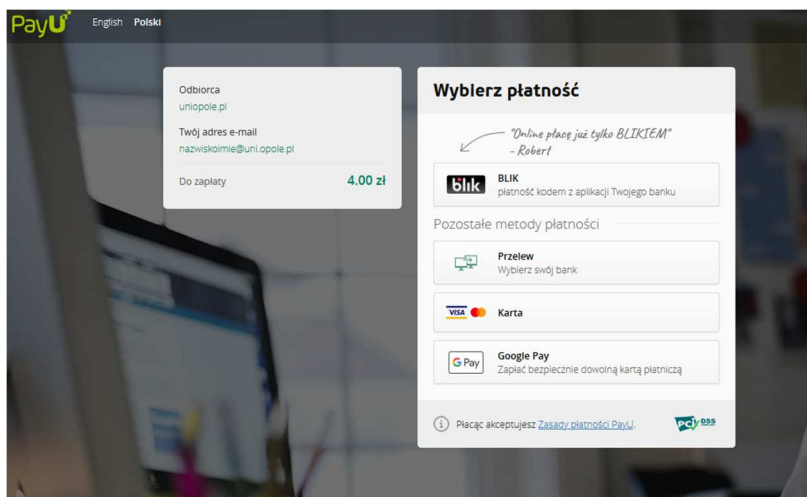 PayU English Polski
Odbiorca
uniopole.pl
Twój adres e-mail
nazwiskoimie@uni.opole.pl
Do zapłaty 4.00 zł
Wybierz płatność
"Online płacę już tylko BLIKIEM"
- Robert
blik
BLIK
płatność kodem z aplikacji Twojego banku
Pozostałe metody płatności
Przelew
Wybierz swój bank
VISA
Karta
G Pay
Google Pay
Zapłać bezpiecznie dowolną kartą płatniczą
i Płacąc akceptujesz Zasady płatności PayU.
PCI DSS